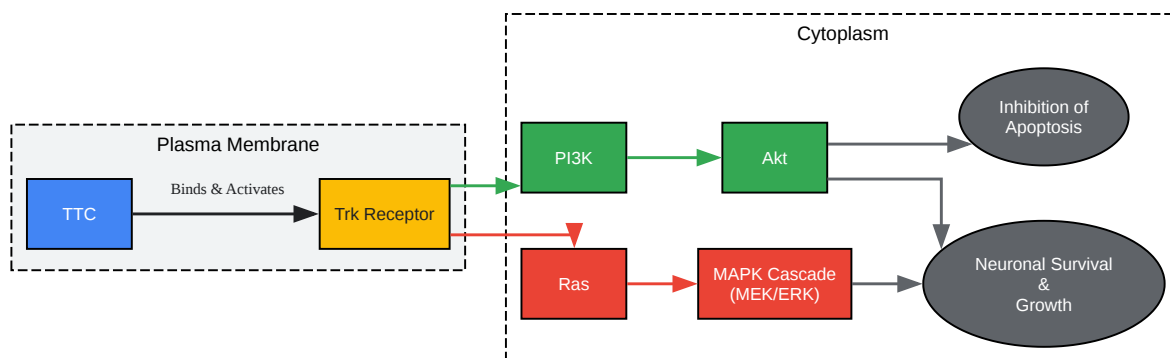 Cytoplasm
Plasma Membrane
TTC
Binds & Activates
Trk Receptor
PI3K
Akt
Inhibition of
Apoptosis
Ras
MAPK Cascade
(MEK/ERK)
Neuronal Survival
&
Growth